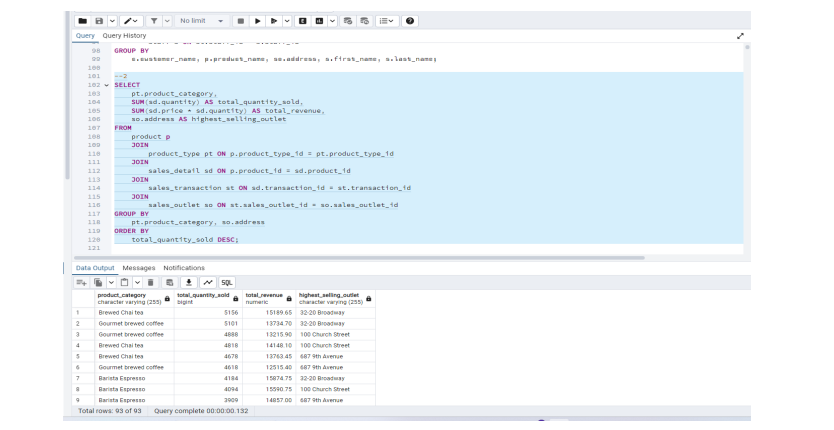 No limit
Query Query History
98 GROUP BY
99 c.customer_name, p.product_name, so.address, s.first_name, s.last_name;
100
101 --2
102 SELECT
103 pt.product_category,
104 SUM(sd.quantity) AS total_quantity_sold,
105 SUM(sd.price * sd.quantity) AS total_revenue,
106 so.address AS highest_selling_outlet
107 FROM
108 product p
109 JOIN
110 product_type pt ON p.product_type_id = pt.product_type_id
111 JOIN
112 sales_detail sd ON p.product_id = sd.product_id
113 JOIN
114 sales_transaction st ON sd.transaction_id = st.transaction_id
115 JOIN
116 sales_outlet so ON st.sales_outlet_id = so.sales_outlet_id
117 GROUP BY
118 pt.product_category, so.address
119 ORDER BY
120 total_quantity_sold DESC;
121
Data Output Messages Notifications
SQL
product_category total_quantity_sold total_revenue highest_selling_outlet
character varying (255) bigint numeric character varying (255)
1 Brewed Chai tea 5156 15189.65 32-20 Broadway
2 Gourmet brewed coffee 5101 13734.70 32-20 Broadway
3 Gourmet brewed coffee 4888 13215.90 100 Church Street
4 Brewed Chai tea 4818 14148.10 100 Church Street
5 Brewed Chai tea 4678 13763.45 687 9th Avenue
6 Gourmet brewed coffee 4618 12515.40 687 9th Avenue
7 Barista Espresso 4184 15874.75 32-20 Broadway
8 Barista Espresso 4094 15590.75 100 Church Street
9 Barista Espresso 3909 14857.00 687 9th Avenue
Total rows: 93 of 93 Query complete 00:00:00.132